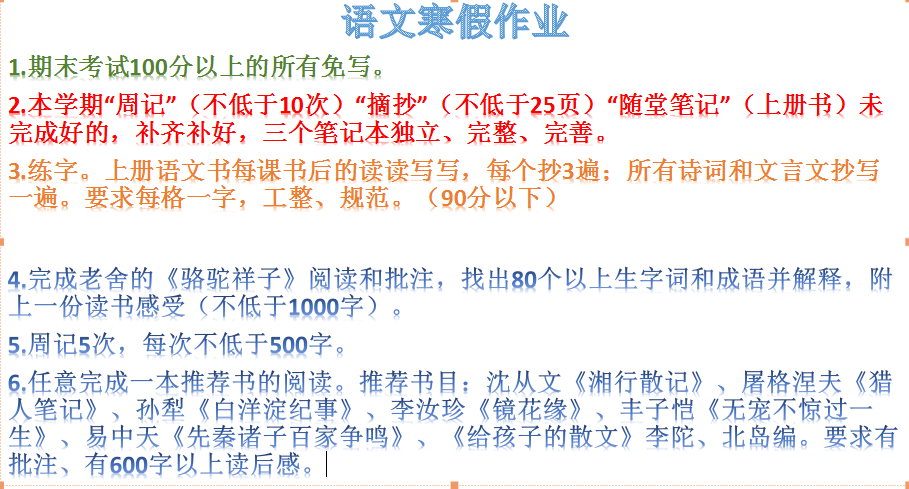 语文寒假作业
1.期末考试100分以上的所有免写。
2.本学期“周记”（不低于10次）“摘抄”（不低于25页）“随堂笔记”（上册书）未
完成好的，补齐补好，三个笔记本独立、完整、完善。
3.练字。上册语文书每课书后的读读写写，每个抄3遍；所有诗词和文言文抄写
一遍。要求每格一字，工整、规范。（90分以下）
4.完成老舍的《骆驼祥子》阅读和批注，找出80个以上生字词和成语并解释，附
上一份读书感受（不低于1000字）。
5.周记5次，每次不低于500字。
6.任意完成一本推荐书的阅读。推荐书目：沈从文《湘行散记》、屠格涅夫《猎
人笔记》、孙犁《白洋淀纪事》、李汝珍《镜花缘》、丰子恺《无宠不惊过一
生》、易中天《先秦诸子百家争鸣》、《给孩子的散文》李陀、北岛编。要求有
批注、有600字以上读后感。